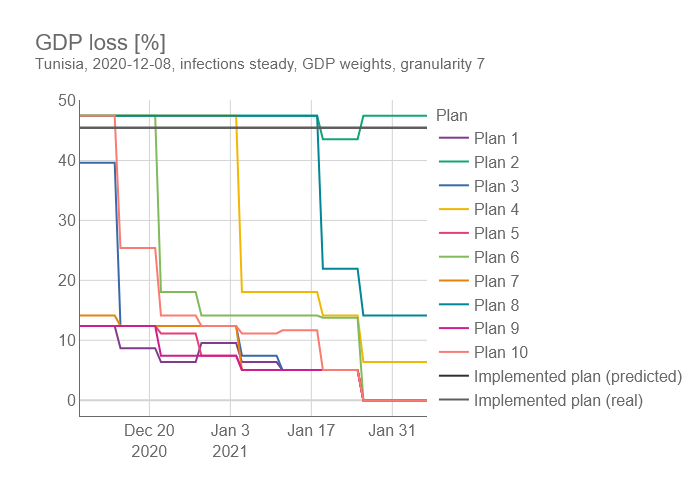 GDP loss [%]
Tunisia, 2020-12-08, infections steady, GDP weights, granularity 7
50
40
30
20
10
0
Dec 20
2020
Jan 3
2021
Jan 17
Jan 31
Plan
Plan 1
Plan 2
Plan 3
Plan 4
Plan 5
Plan 6
Plan 7
Plan 8
Plan 9
Plan 10
Implemented plan (predicted)
Implemented plan (real)